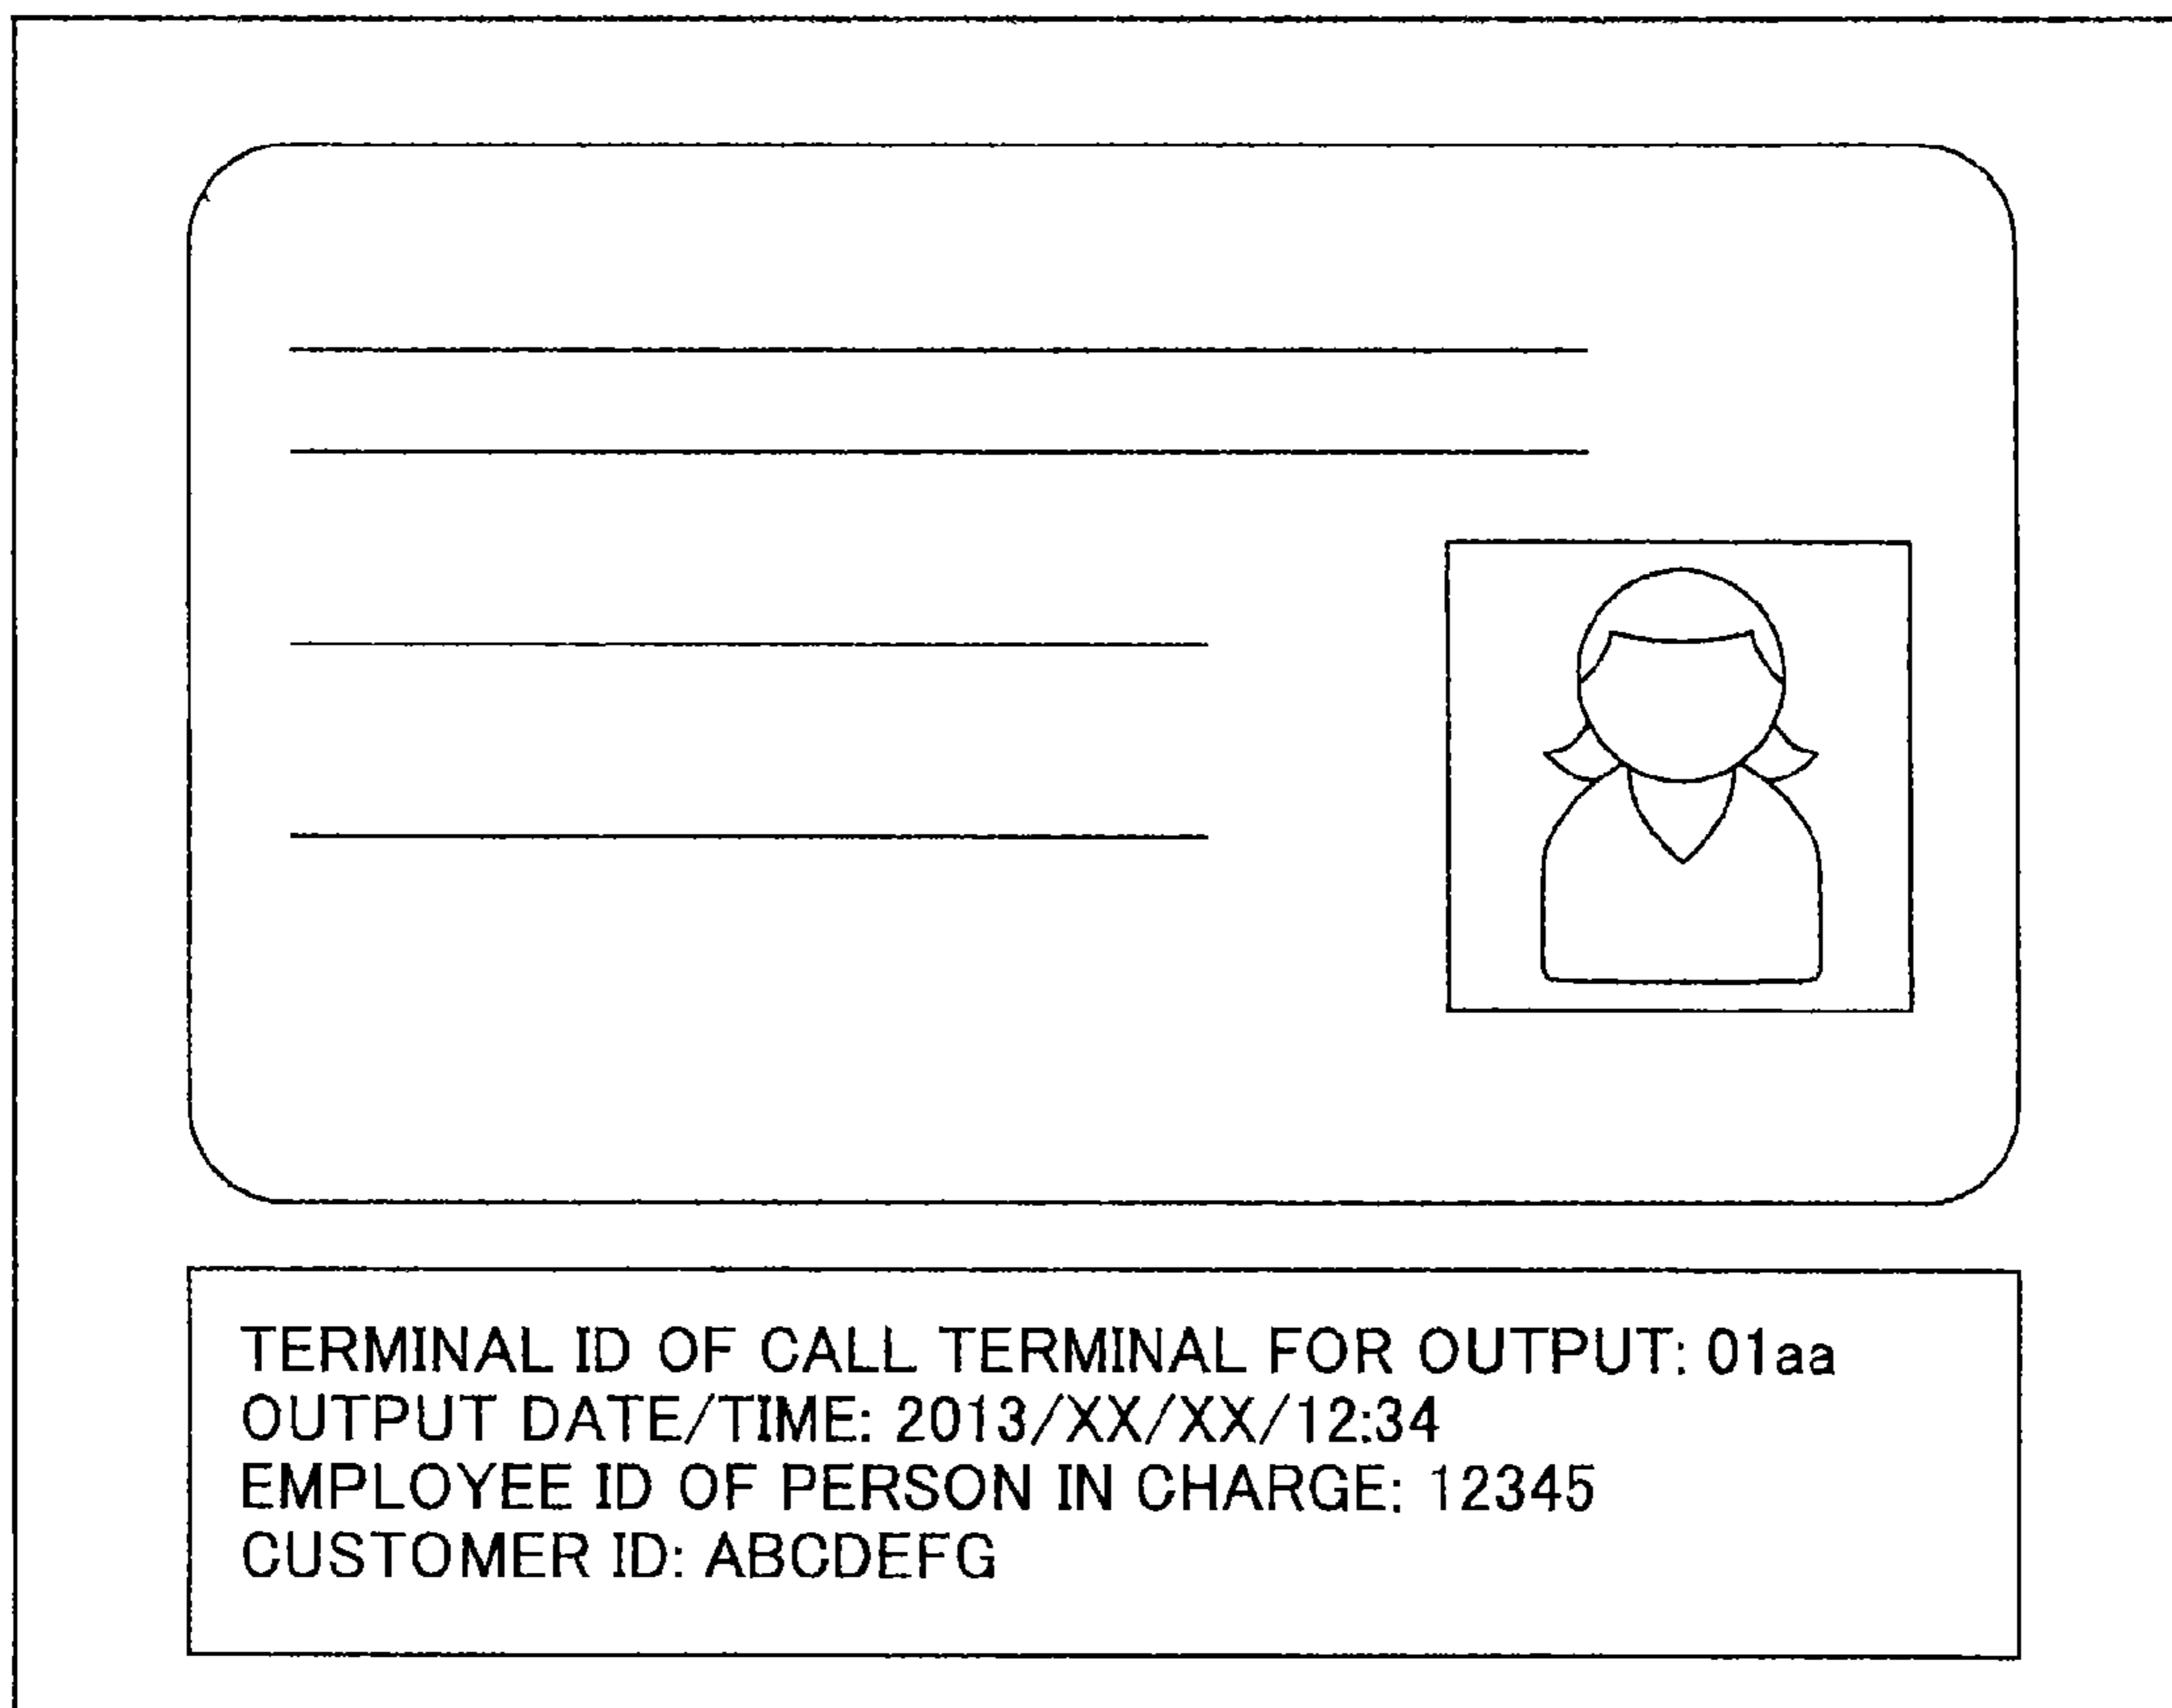 TERMINAL ID OF CALL TERMINAL FOR OUTPUT: 01aa
OUTPUT DATE/TIME: 2013/XX/XX/12:34
EMPLOYEE ID OF PERSON IN CHARGE: 12345
CUSTOMER ID: ABCDEFG